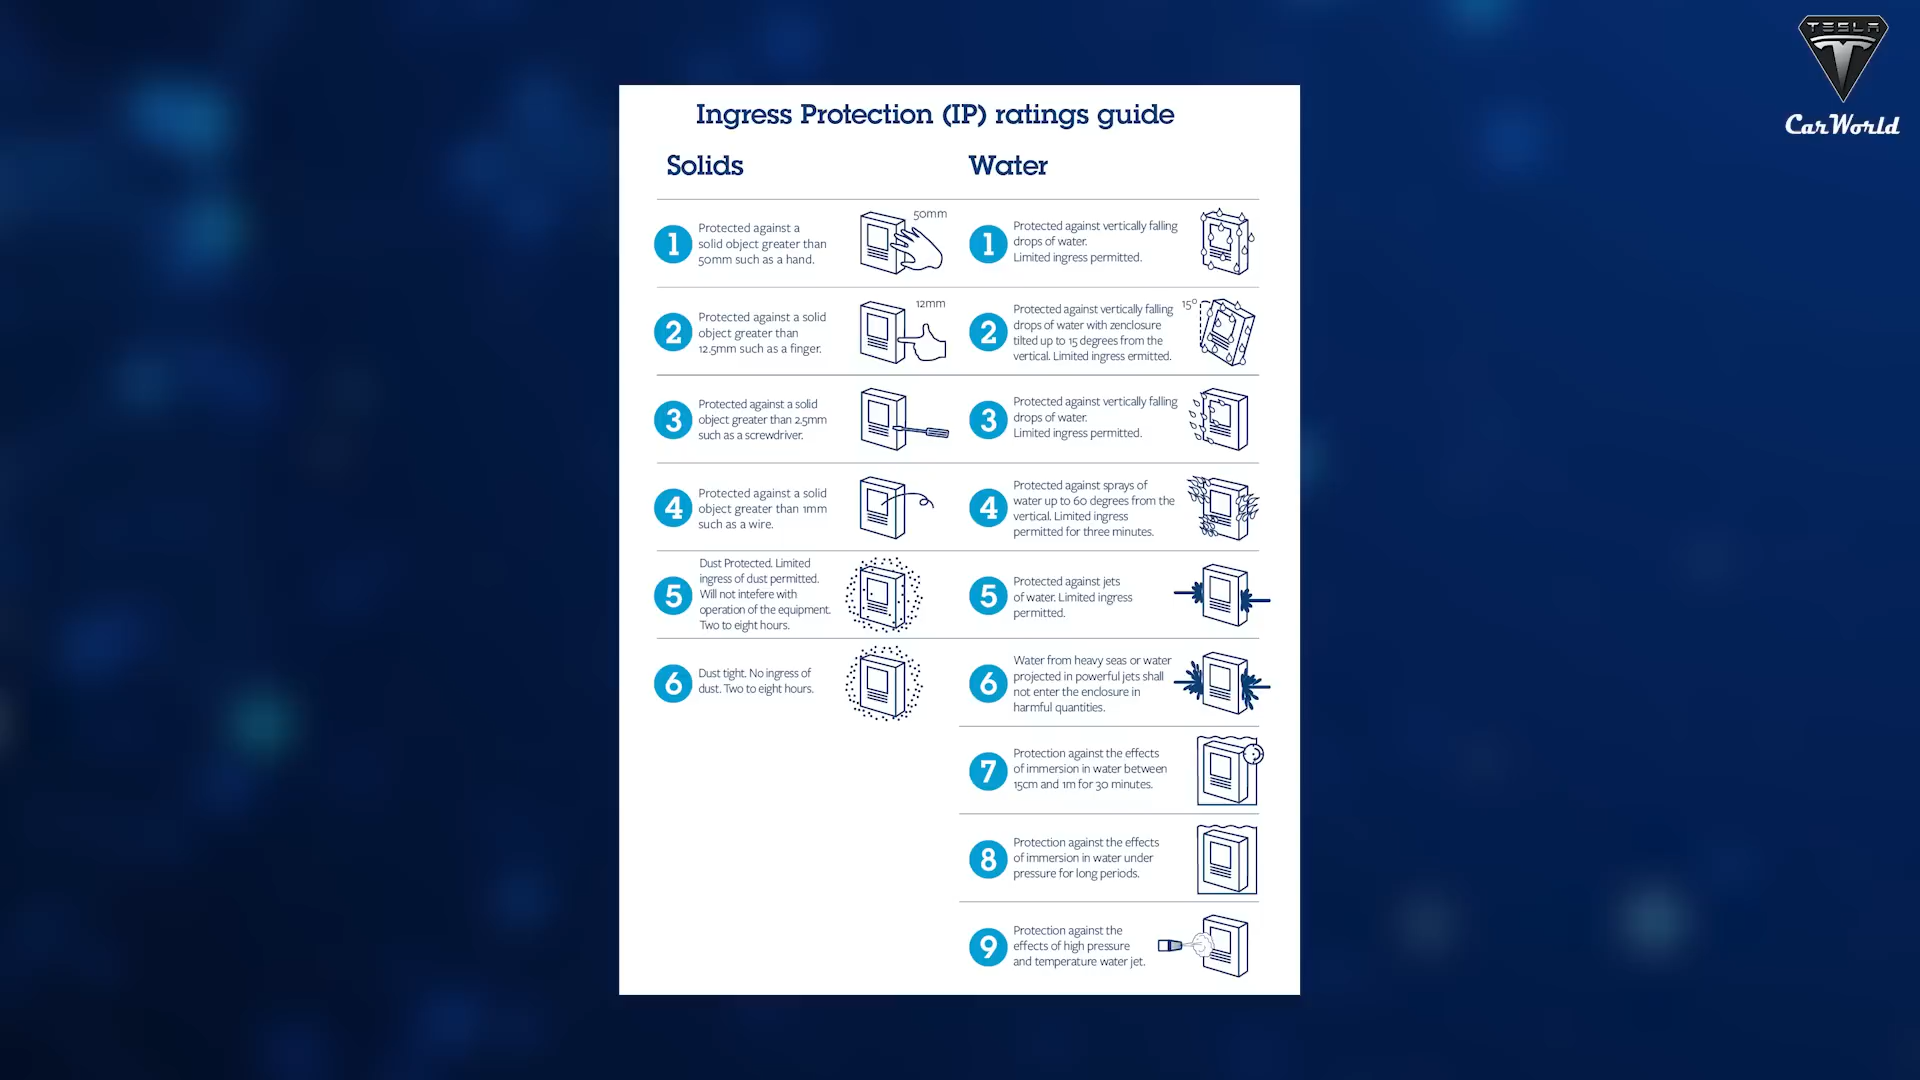 TESLA
CarWorld
Ingress Protection (IP) ratings guide
Solids
Water
1
Protected against a
solid object greater than
50mm such as a hand.
50mm
1
Protected against vertically falling
drops of water.
Limited ingress permitted.
2
Protected against a solid
object greater than
12.5mm such as a finger.
12mm
2
Protected against vertically falling
drops of water with zenclosure
tilted up to 15 degrees from the
vertical. Limited ingress ermitted.
15°
3
Protected against a solid
object greater than 2.5mm
such as a screwdriver.
3
Protected against vertically falling
drops of water.
Limited ingress permitted.
4
Protected against a solid
object greater than 1mm
such as a wire.
4
Protected against sprays of
water up to 60 degrees from the
vertical. Limited ingress
permitted for three minutes.
5
Dust Protected. Limited
ingress of dust permitted.
Will not intefere with
operation of the equipment.
Two to eight hours.
5
Protected against jets
of water. Limited ingress
permitted.
6
Dust tight. No ingress of
dust. Two to eight hours.
6
Water from heavy seas or water
projected in powerful jets shall
not enter the enclosure in
harmful quantities.
7
Protection against the effects
of immersion in water between
15cm and 1m for 30 minutes.
8
Protection against the effects
of immersion in water under
pressure for long periods.
9
Protection against the
effects of high pressure
and temperature water jet.